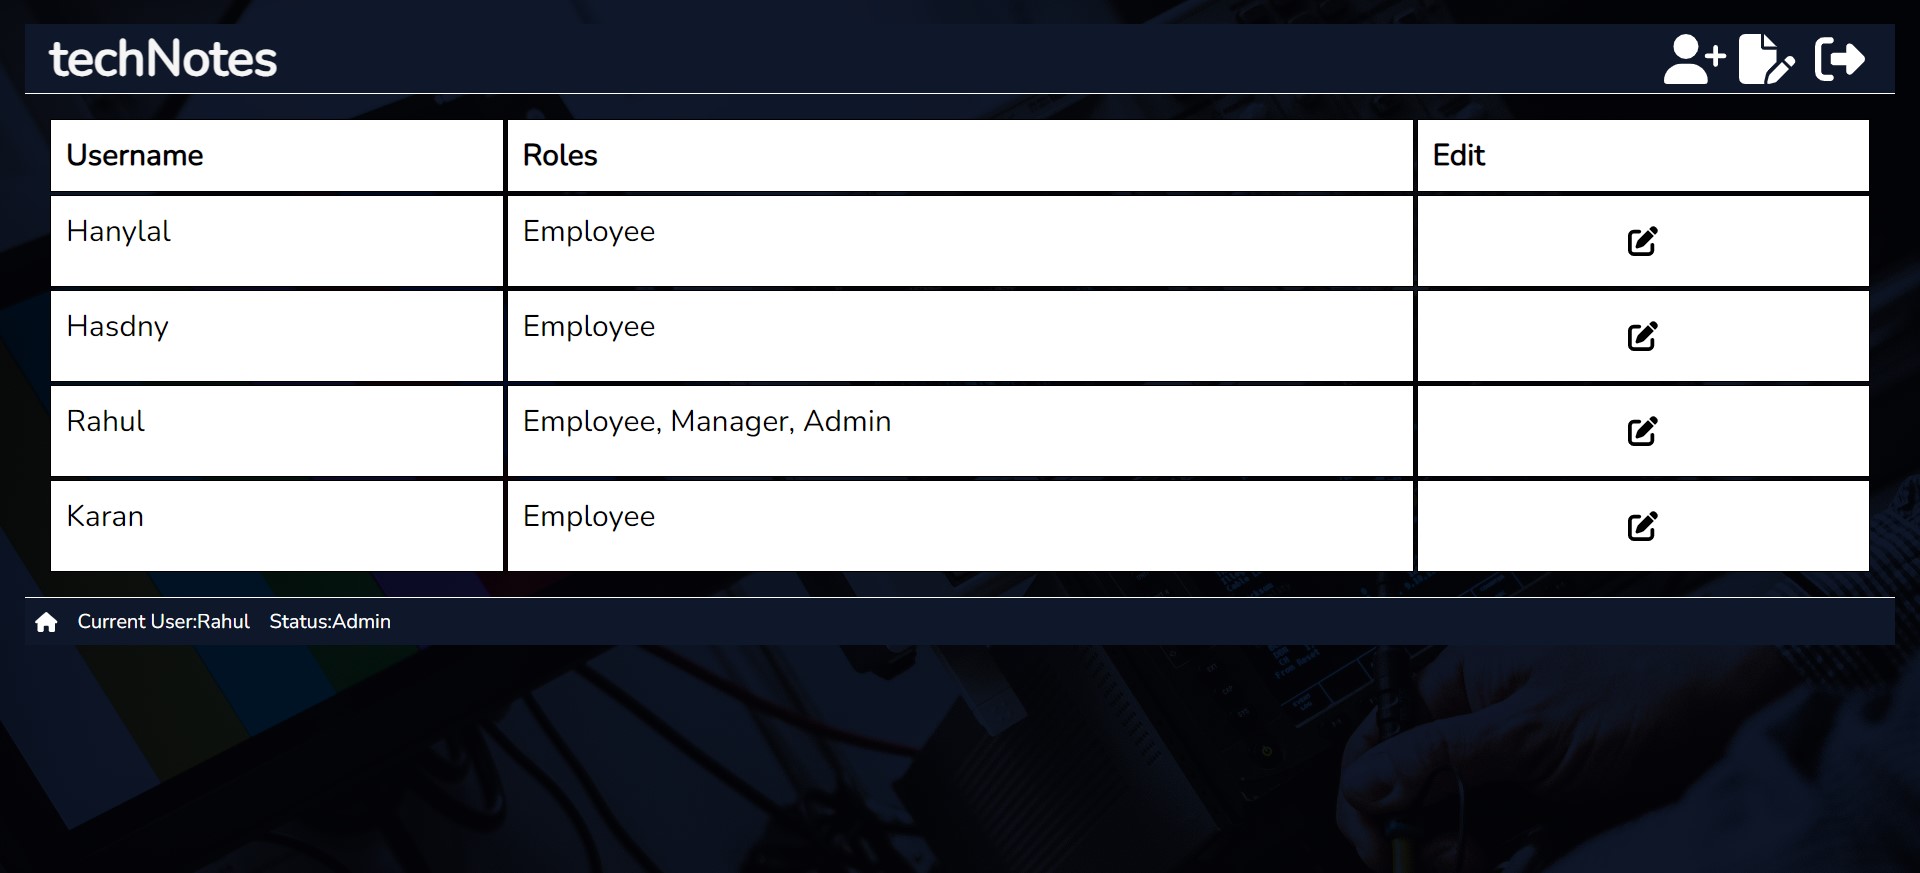 techNotes
Username Roles Edit
Hanylal Employee
Hasdny Employee
Rahul Employee, Manager, Admin
Karan Employee
Current User:Rahul Status:Admin